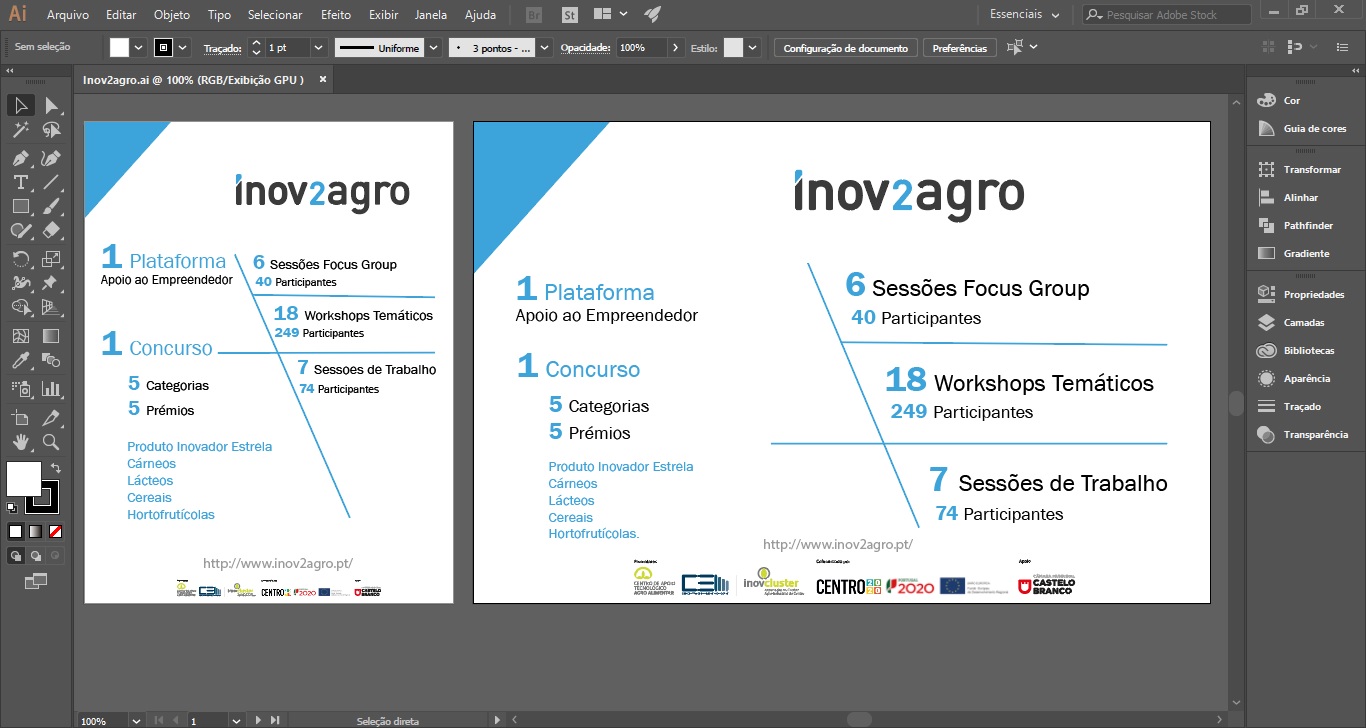 Ai Arquivo Editar Objeto Tipo Selecionar Efeito Exibir Janela Ajuda Br St Essenciais Pesquisar Adobe Stock
Sem seleção Traçado: 1 pt Uniforme 3 pontos - ... Opacidade: 100% Estilo: Configuração de documento Preferências
Inov2agro.ai @ 100% (RGB/Exibição GPU ) ×
inov2agro
1 Plataforma
Apoio ao Empreendedor
6 Sessões Focus Group
40 Participantes
18 Workshops Temáticos
249 Participantes
1 Concurso
7 Sessoes de Trabalho
74 Participantes
5 Categorias
5 Prémios
Produto Inovador Estrela
Cárneos
Lácteos
Cereais
Hortofrutícolas
http://www.inov2agro.pt/
CENTRO
2020
CASTELO
BRANCO
inov2agro
1 Plataforma
Apoio ao Empreendedor
6 Sessões Focus Group
40 Participantes
1 Concurso
18 Workshops Temáticos
249 Participantes
5 Categorias
5 Prémios
Produto Inovador Estrela
Cárneos
Lácteos
Cereais
Hortofrutícolas.
7 Sessões de Trabalho
74 Participantes
http://www.inov2agro.pt/
Cofinanciado por:
Apoio
CENTRO DE APOIO
TECNOLÓGICO
AGRO ALIMENTAR
inovcluster
CENTRO 2020
PORTUGAL
2020
CÂMARA MUNICIPAL
CASTELO
BRANCO
Cor
Guia de cores
Transformar
Alinhar
Pathfinder
Gradiente
Propriedades
Camadas
Bibliotecas
Aparência
Traçado
Transparência
100% 1 Seleção direta